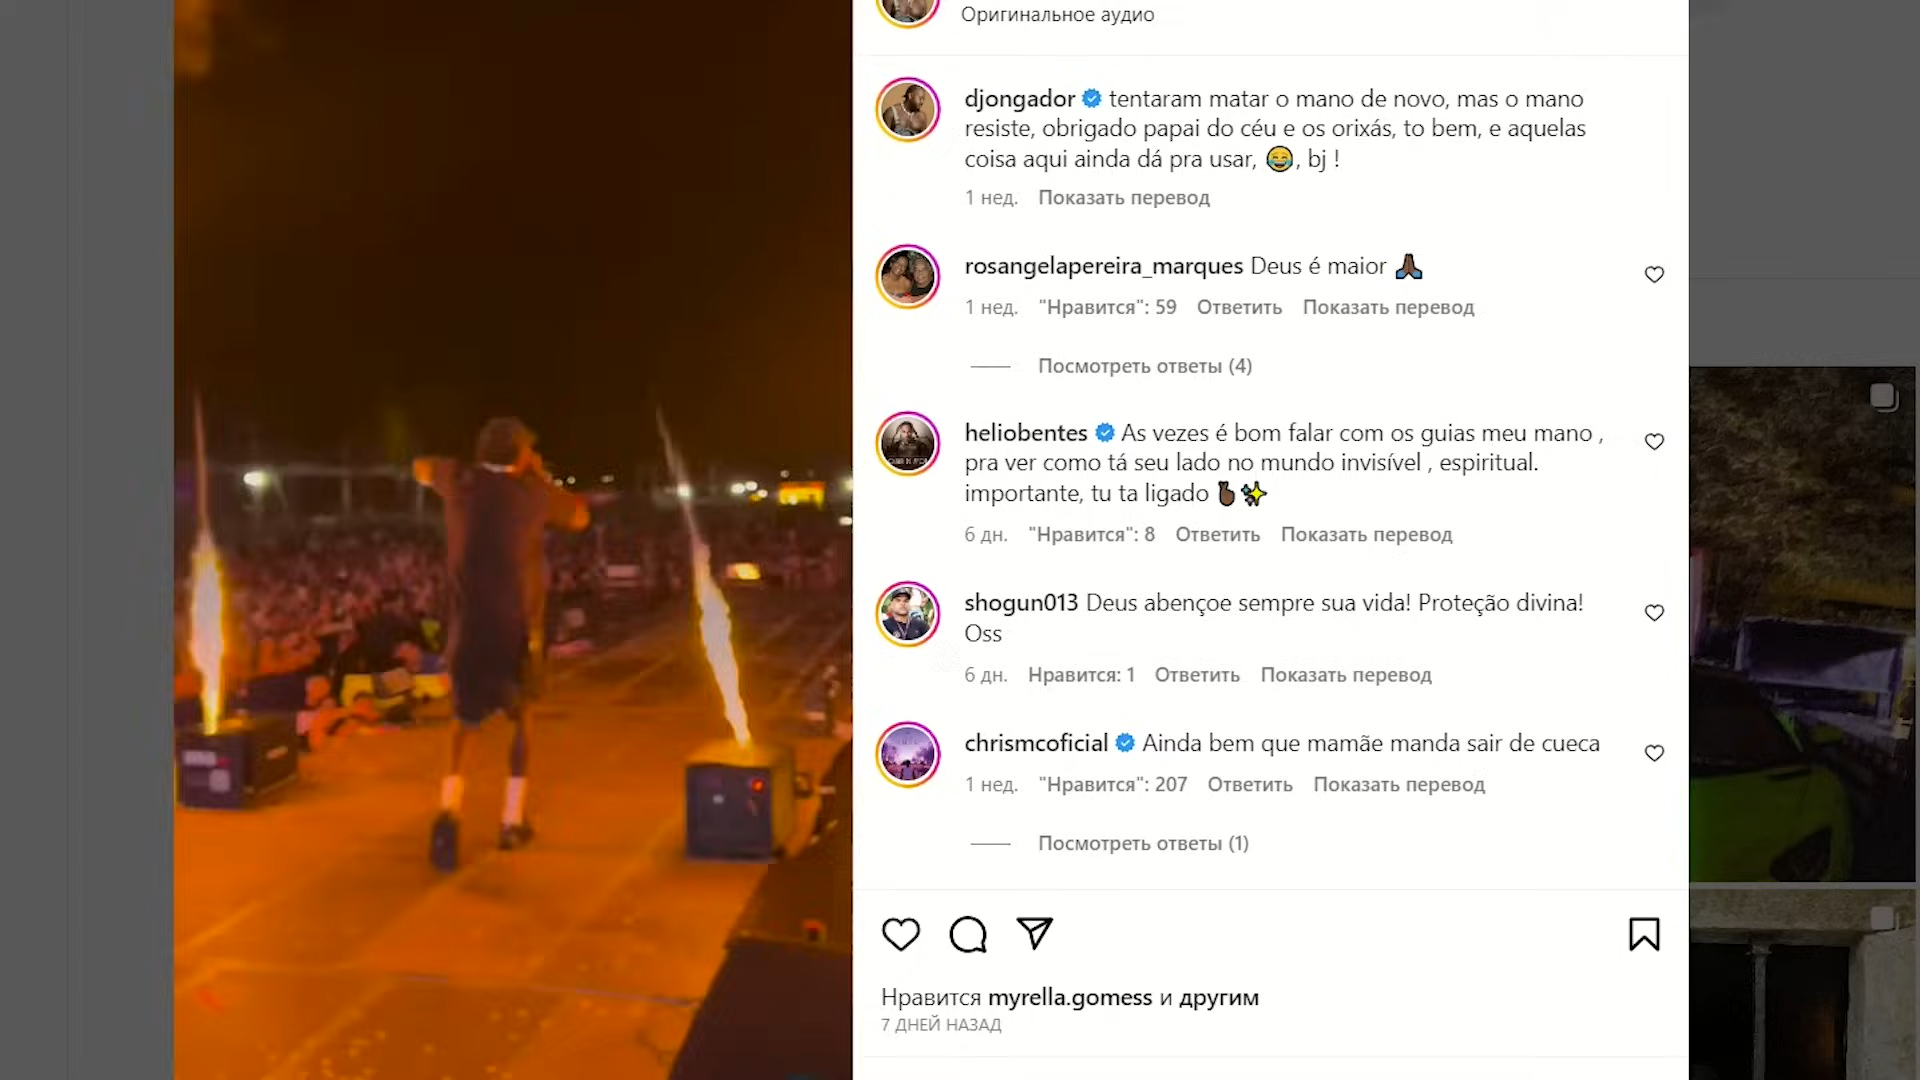 Оригинальное аудио
djongador tentaram matar o mano de novo, mas o mano
resiste, obrigado papai do céu e os orixás, to bem, e aquelas
coisa aqui ainda dá pra usar, 😂, bj !
1 нед. Показать перевод
rosangelapereira_marques Deus é maior 🙏🏾
1 нед. "Нравится": 59 Ответить Показать перевод
Посмотреть ответы (4)
heliobentes As vezes é bom falar com os guias meu mano ,
pra ver como tá seu lado no mundo invisível , espiritual.
importante, tu ta ligado 🫰🏾✨
6 дн. "Нравится": 8 Ответить Показать перевод
shogun013 Deus abençoe sempre sua vida! Proteção divina!
Oss
6 дн. Нравится: 1 Ответить Показать перевод
chrismcoficial Ainda bem que mamãe manda sair de cueca
1 нед. "Нравится": 207 Ответить Показать перевод
Посмотреть ответы (1)
Нравится myrella.gomess и другим
7 ДНЕЙ НАЗАД